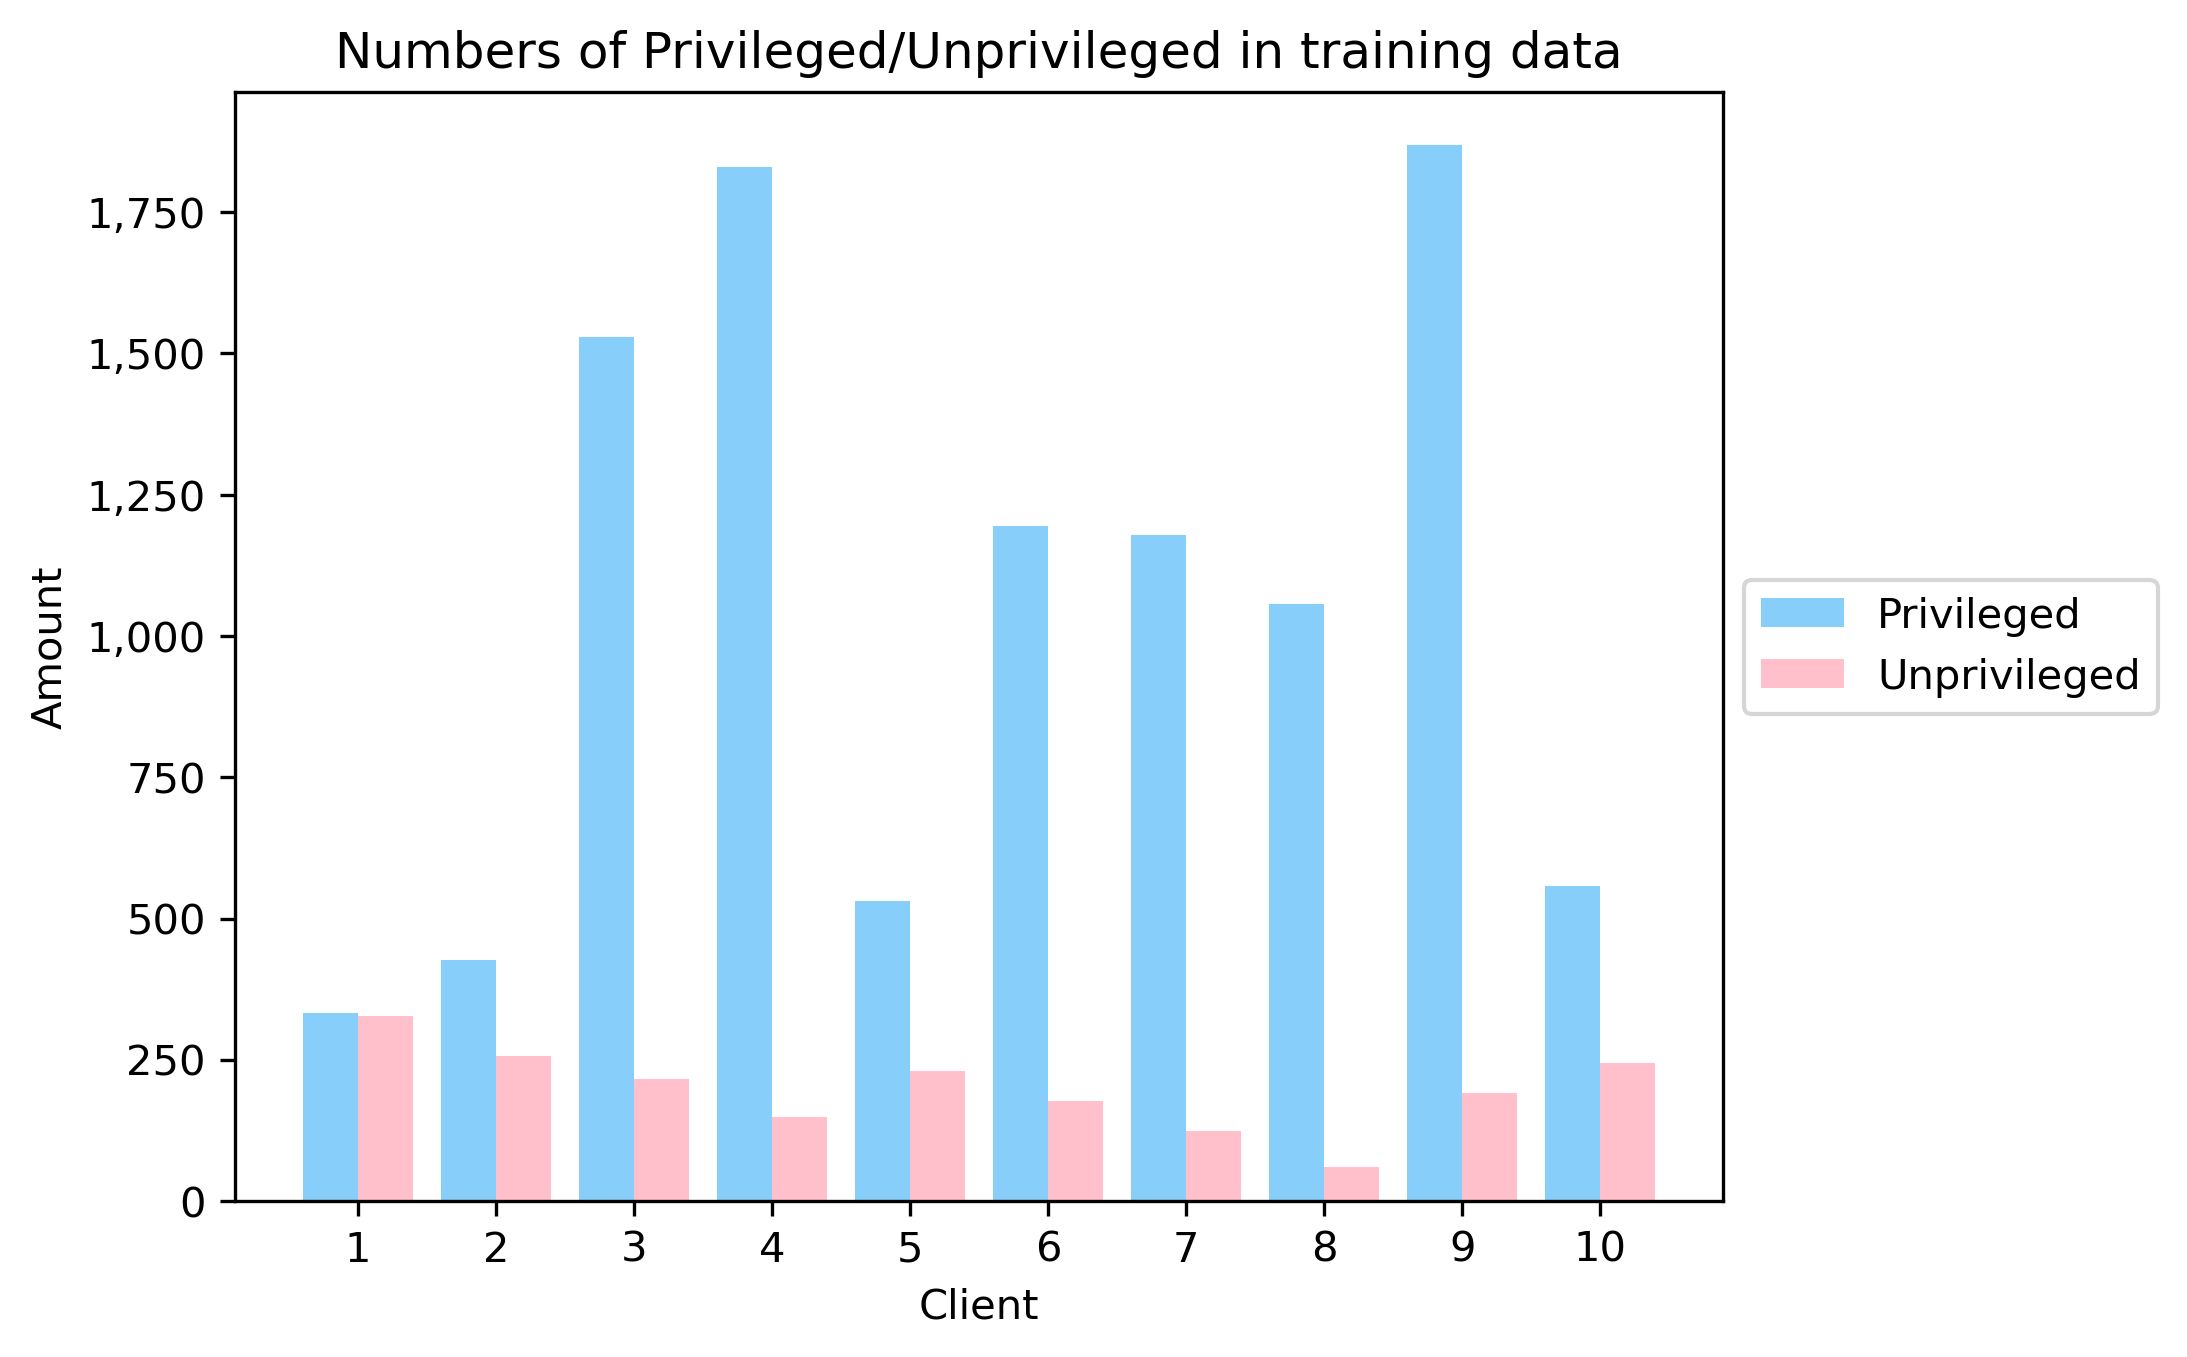 Numbers of Privileged/Unprivileged in training data
Amount
1,750
1,500
1,250
1,000
750
500
250
0
1 2 3 4 5 6 7 8 9 10
Client
Privileged
Unprivileged